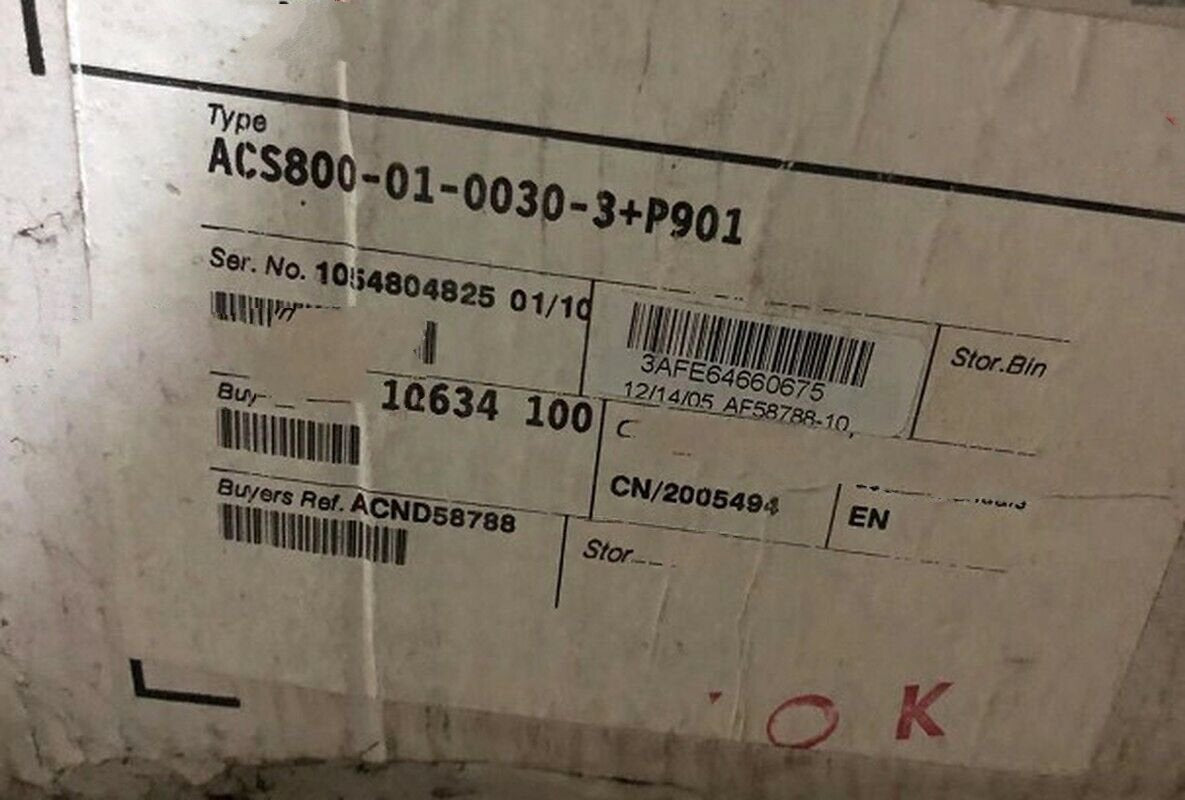 Type
ACS800-01-0030-3+P901
Ser. No. 1054804825 01/10
3AFE64660675
12/14/05 AF58788-10,
Stor.Bin
10634 100
CN/2005494
EN
Buyers Ref. ACND58788
Stor
OK